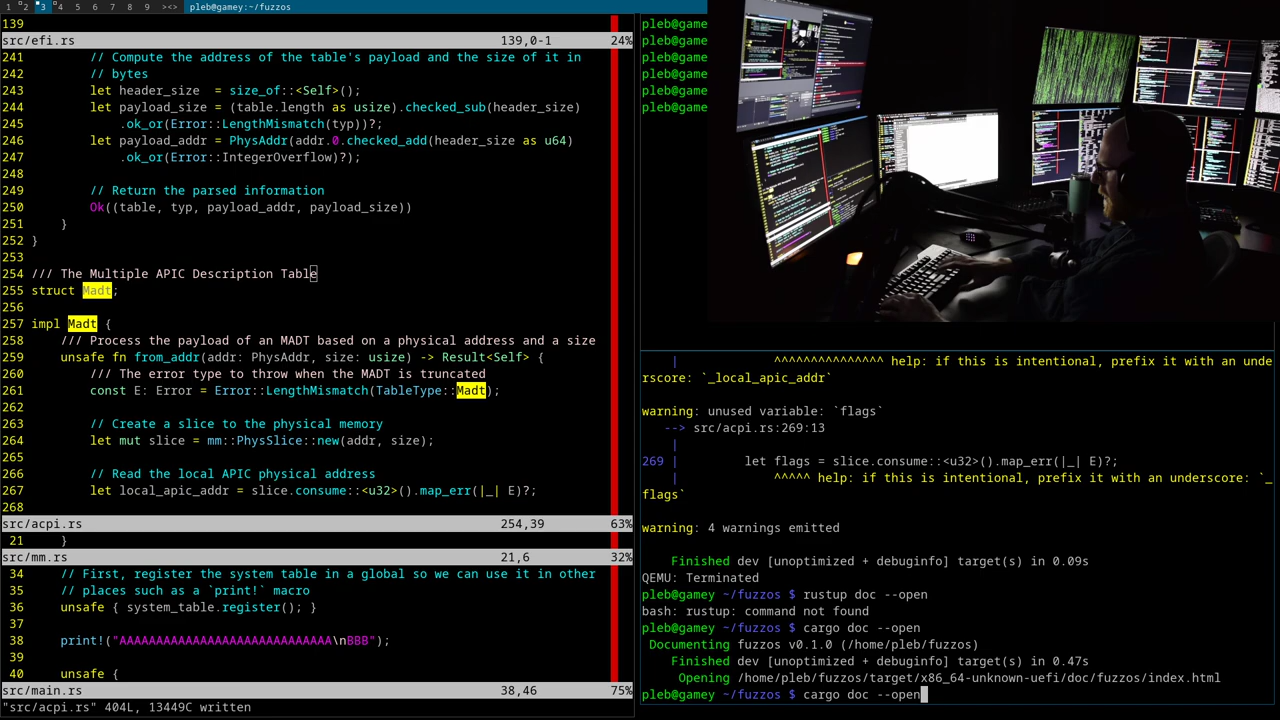 1 2 3 4 5 6 7 8 9 ><> pleb@gamey:~/fuzzos
139
src/efi.rs 139,0-1 24%
241 // Compute the address of the table's payload and the size of it in
242 // bytes
243 let header_size  = size_of::<Self>();
244 let payload_size = (table.length as usize).checked_sub(header_size)
245 .ok_or(Error::LengthMismatch(typ))?;
246 let payload_addr = PhysAddr(addr.0.checked_add(header_size as u64)
247 .ok_or(Error::IntegerOverflow)?);
248
249 // Return the parsed information
250 Ok((table, typ, payload_addr, payload_size))
251 }
252 }
253
254 /// The Multiple APIC Description Table
255 struct Madt;
256
257 impl Madt {
258 /// Process the payload of an MADT based on a physical address and a size
259 unsafe fn from_addr(addr: PhysAddr, size: usize) -> Result<Self> {
260 /// The error type to throw when the MADT is truncated
261 const E: Error = Error::LengthMismatch(TableType::Madt);
262
263 // Create a slice to the physical memory
264 let mut slice = mm::PhysSlice::new(addr, size);
265
266 // Read the local APIC physical address
267 let local_apic_addr = slice.consume::<u32>().map_err(|_| E)?;
268
src/acpi.rs 254,39 63%
21 }
src/mm.rs 21,6 32%
34 // First, register the system table in a global so we can use it in other
35 // places such as a `print!` macro
36 unsafe { system_table.register(); }
37
38 print!("AAAAAAAAAAAAAAAAAAAAAAAAAAAAA\nBBB");
39
40 unsafe {
src/main.rs 38,46 75%
"src/acpi.rs" 404L, 13449C written
pleb@game
pleb@game
pleb@game
pleb@game
pleb@game
pleb@game
| ^^^^^^^^^^^^^^^ help: if this is intentional, prefix it with an unde
rscore: `_local_apic_addr`
warning: unused variable: `flags`
--> src/acpi.rs:269:13
|
269 | let flags = slice.consume::<u32>().map_err(|_| E)?;
| ^^^^^ help: if this is intentional, prefix it with an underscore: `_
flags`
warning: 4 warnings emitted
Finished dev [unoptimized + debuginfo] target(s) in 0.09s
QEMU: Terminated
pleb@gamey ~/fuzzos $ rustup doc --open
bash: rustup: command not found
pleb@gamey ~/fuzzos $ cargo doc --open
Documenting fuzzos v0.1.0 (/home/pleb/fuzzos)
Finished dev [unoptimized + debuginfo] target(s) in 0.47s
Opening /home/pleb/fuzzos/target/x86_64-unknown-uefi/doc/fuzzos/index.html
pleb@gamey ~/fuzzos $ cargo doc --open